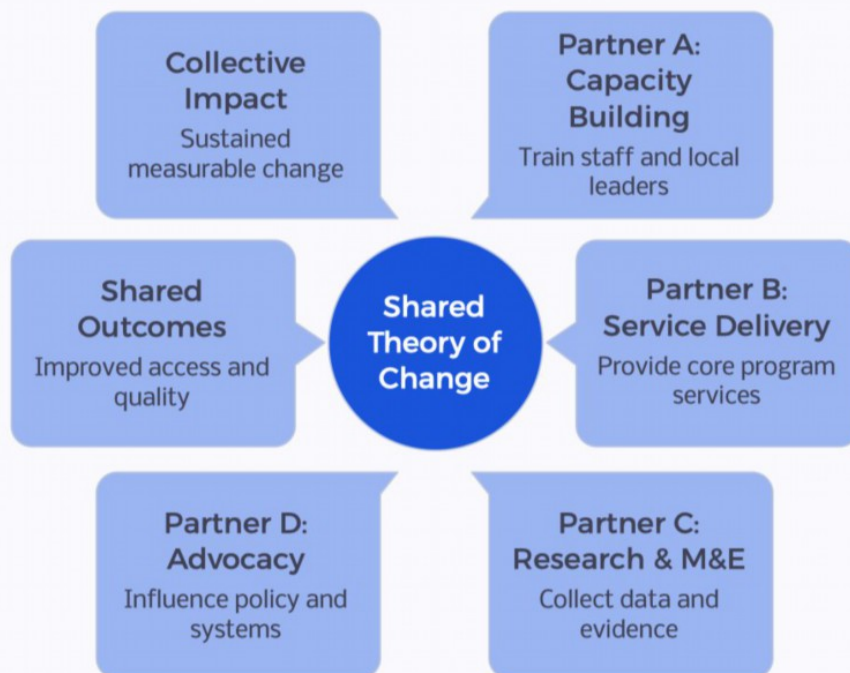 Collective
Impact
Sustained
measurable change
Partner A:
Capacity
Building
Train staff and local
leaders
Shared
Outcomes
Improved access and
quality
Shared
Theory of
Change
Partner B:
Service Delivery
Provide core program
services
Partner D:
Advocacy
Influence policy and
systems
Partner C:
Research & M&E
Collect data and
evidence